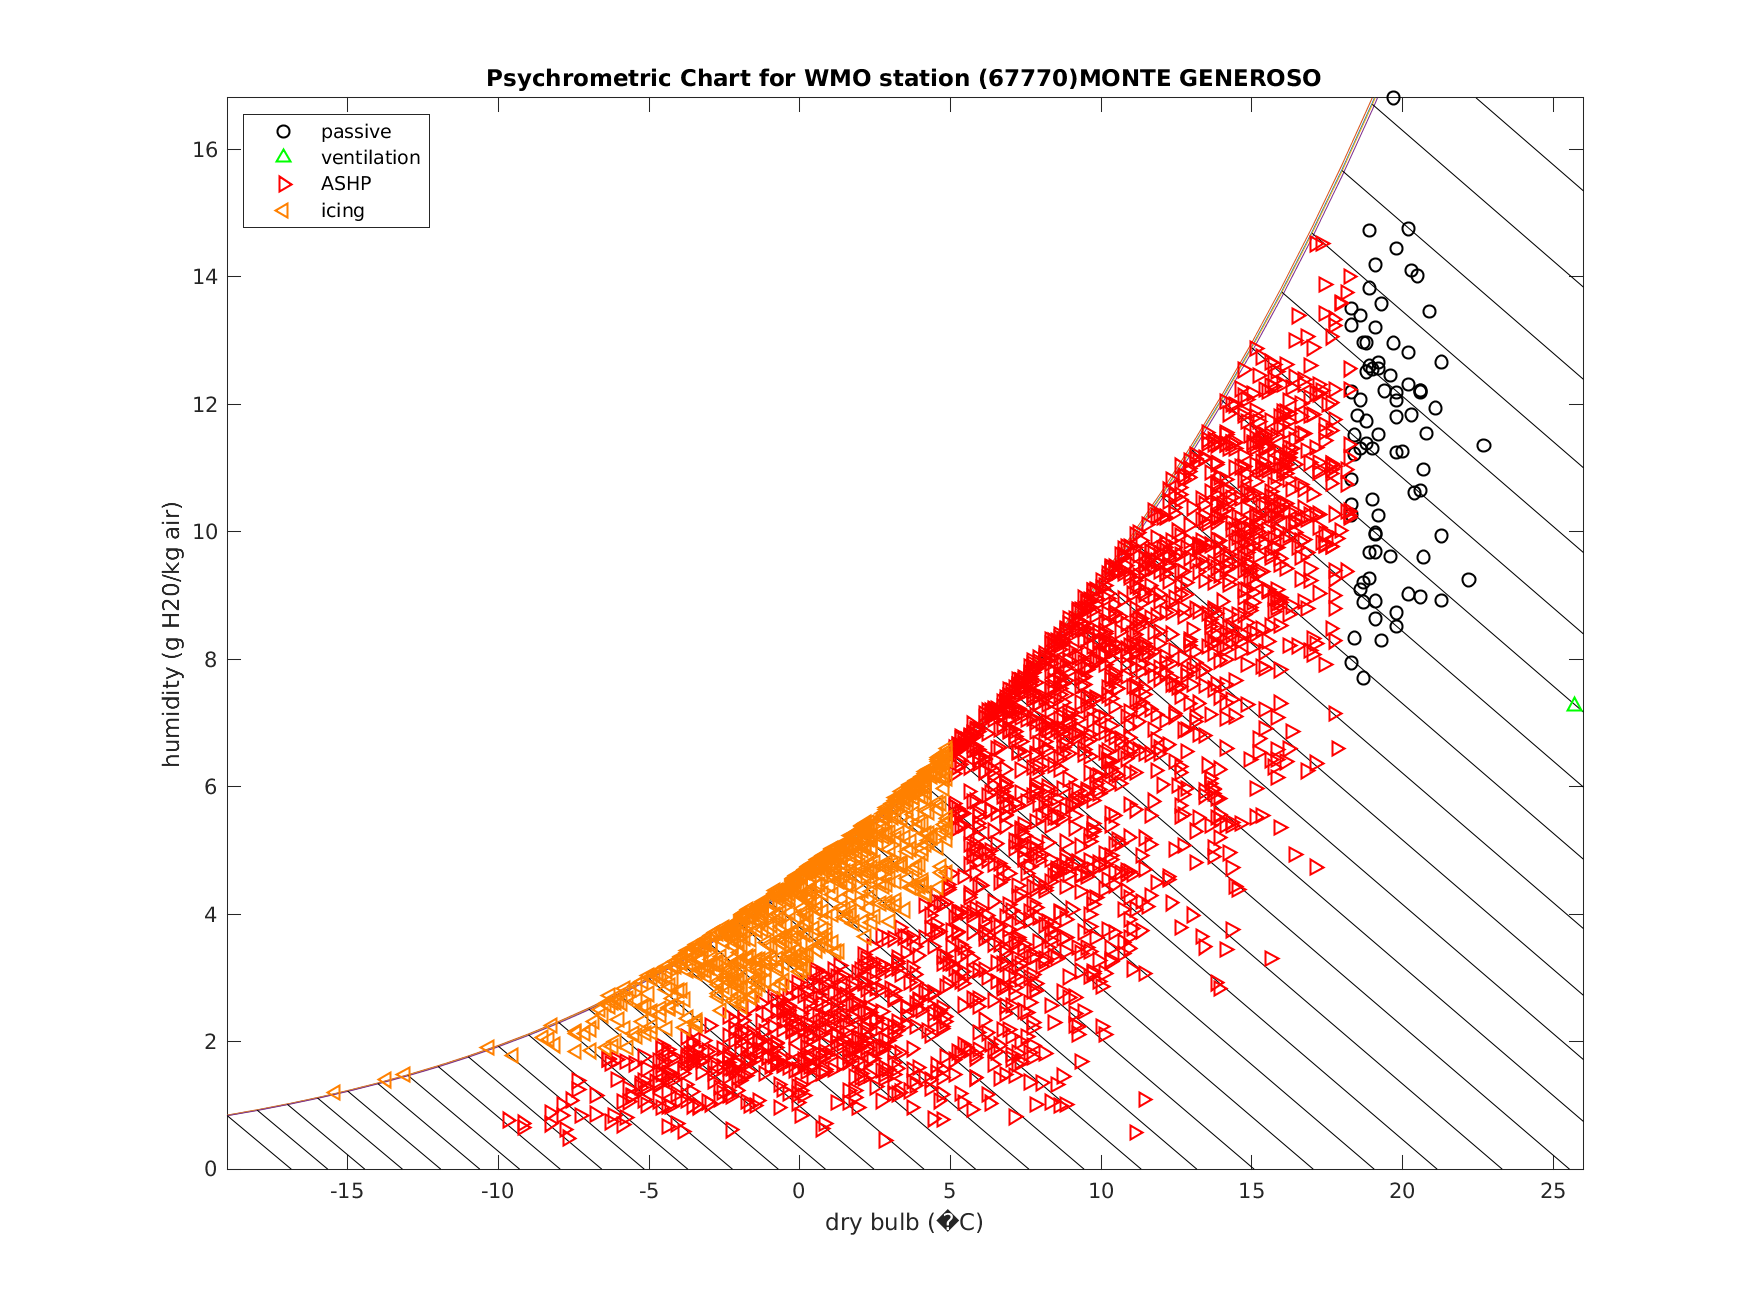 Psychrometric Chart for WMO station (67770)MONTE GENEROSO
passive
ventilation
ASHP
icing
16
14
12
10
8
6
4
2
0
humidity (g H20/kg air)
-15
-10
-5
0
5
10
15
20
25
dry bulb (�C)